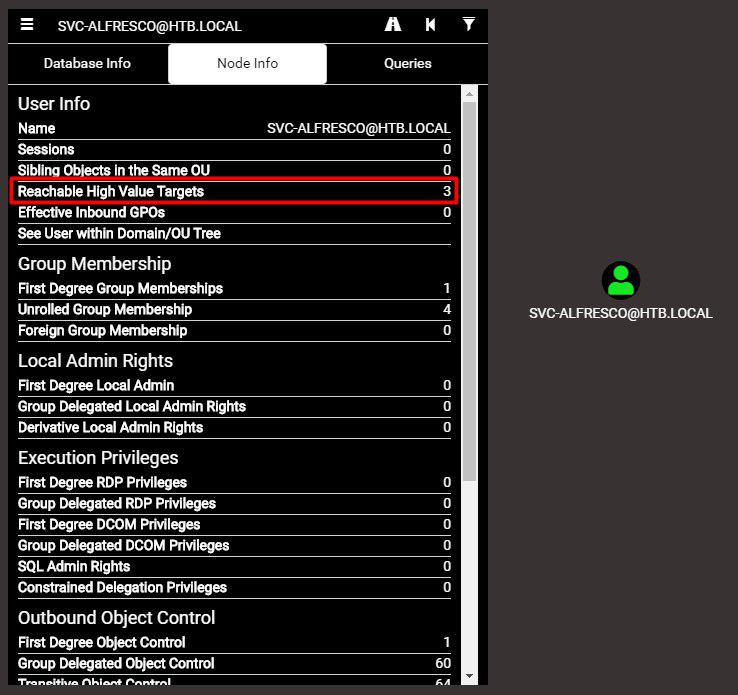 SVC-ALFRESCO@HTB.LOCAL
Database Info Node Info Queries
User Info
Name SVC-ALFRESCO@HTB.LOCAL
Sessions 0
Sibling Objects in the Same OU 0
Reachable High Value Targets 3
Effective Inbound GPOs 0
See User within Domain/OU Tree
Group Membership
First Degree Group Memberships 1
Unrolled Group Membership 4
Foreign Group Membership 0
Local Admin Rights
First Degree Local Admin 0
Group Delegated Local Admin Rights 0
Derivative Local Admin Rights 0
Execution Privileges
First Degree RDP Privileges 0
Group Delegated RDP Privileges 0
First Degree DCOM Privileges 0
Group Delegated DCOM Privileges 0
SQL Admin Rights 0
Constrained Delegation Privileges 0
Outbound Object Control
First Degree Object Control 1
Group Delegated Object Control 60
Transitive Object Control 64
SVC-ALFRESCO@HTB.LOCAL